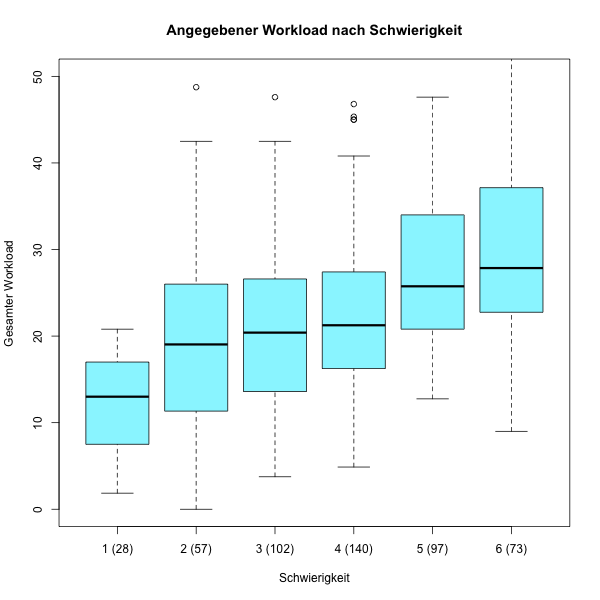 Angegebener Workload nach Schwierigkeit
Gesamter Workload
50
40
30
20
10
0
1 (28) 2 (57) 3 (102) 4 (140) 5 (97) 6 (73)
Schwierigkeit